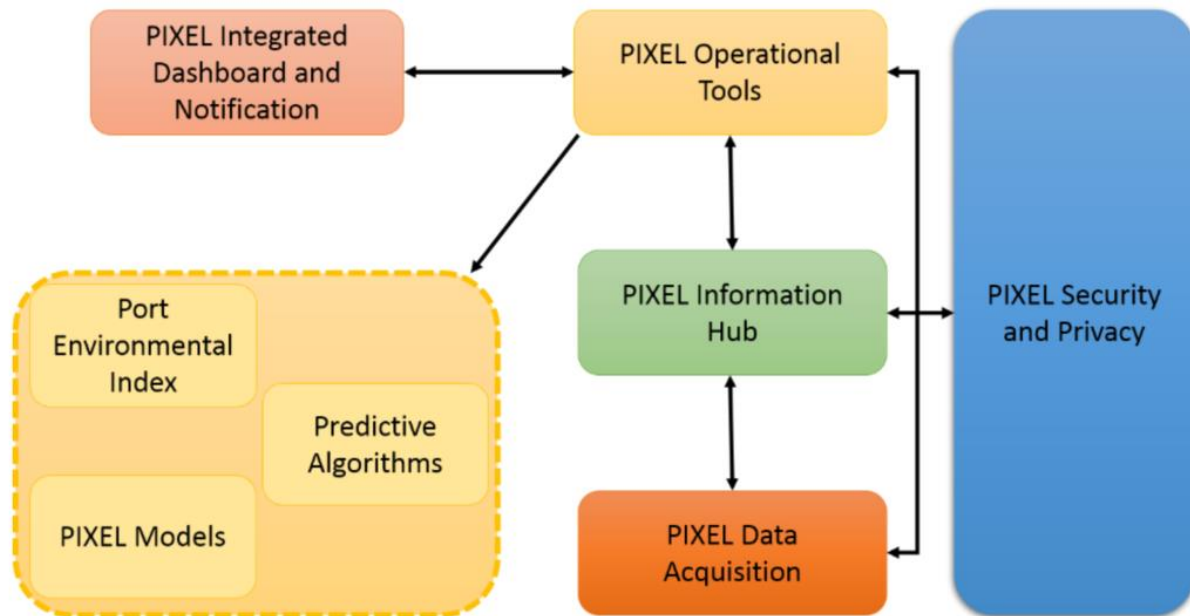 PIXEL Integrated
Dashboard and
Notification
PIXEL Operational
Tools
PIXEL Security
and Privacy
PIXEL Information
Hub
Port
Environmental
Index
Predictive
Algorithms
PIXEL Models
PIXEL Data
Acquisition